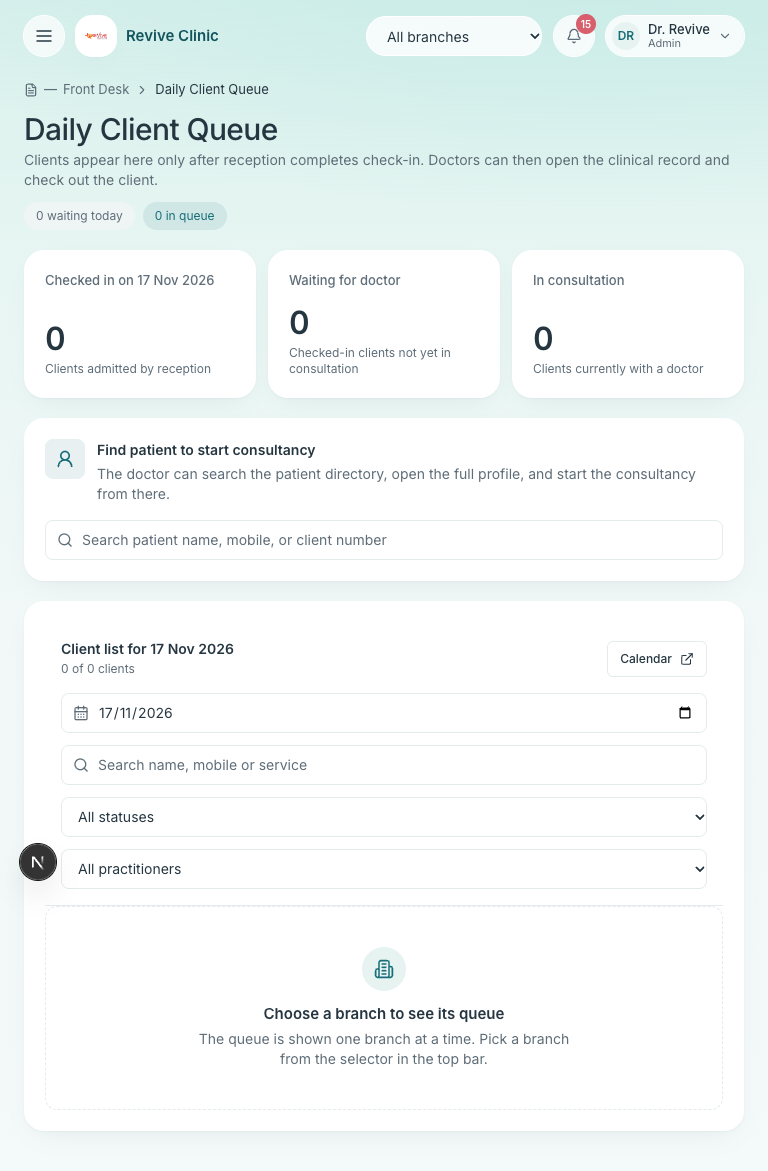 Revive Clinic
All branches
15
DR
Dr. Revive
Admin
— Front Desk > Daily Client Queue
Daily Client Queue
Clients appear here only after reception completes check-in. Doctors can then open the clinical record and
check out the client.
0 waiting today
0 in queue
Checked in on 17 Nov 2026
0
Clients admitted by reception
Waiting for doctor
0
Checked-in clients not yet in
consultation
In consultation
0
Clients currently with a doctor
Find patient to start consultancy
The doctor can search the patient directory, open the full profile, and start the consultancy
from there.
Search patient name, mobile, or client number
Client list for 17 Nov 2026
0 of 0 clients
Calendar
17/11/2026
Search name, mobile or service
All statuses
N
All practitioners
Choose a branch to see its queue
The queue is shown one branch at a time. Pick a branch
from the selector in the top bar.